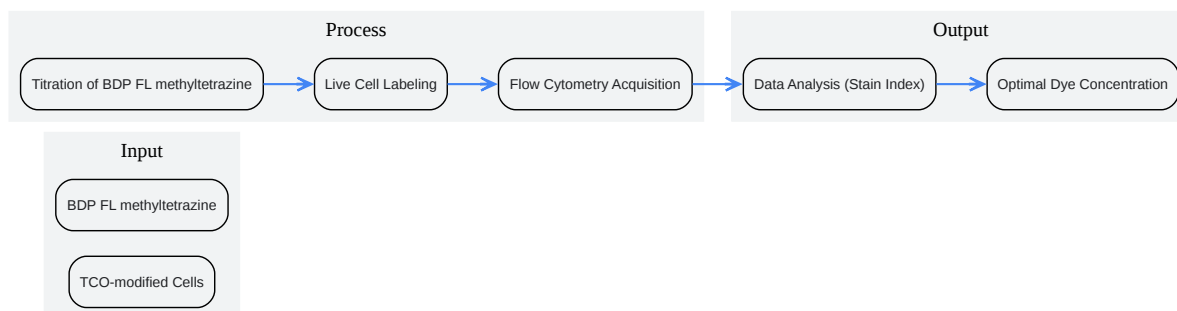 Process
Titration of BDP FL methyltetrazine
Live Cell Labeling
Flow Cytometry Acquisition
Output
Data Analysis (Stain Index)
Optimal Dye Concentration
Input
BDP FL methyltetrazine
TCO-modified Cells